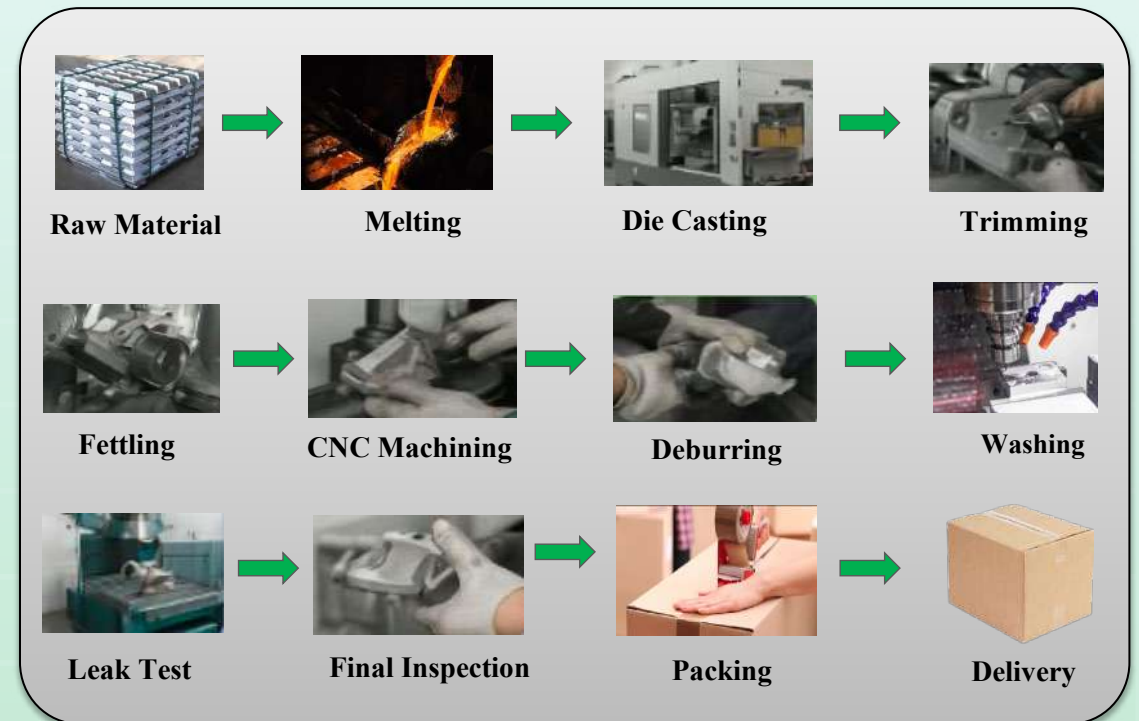 Raw Material
Melting
Die Casting
Trimming
Fettling
CNC Machining
Deburring
Washing
Leak Test
Final Inspection
Packing
Delivery